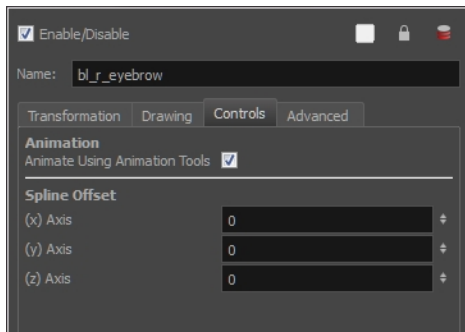 Enable/Disable
Name: bl_r_eyebrow
Transformation Drawing Controls Advanced
Animation
Animate Using Animation Tools
Spline Offset
(x) Axis 0
(y) Axis 0
(z) Axis 0